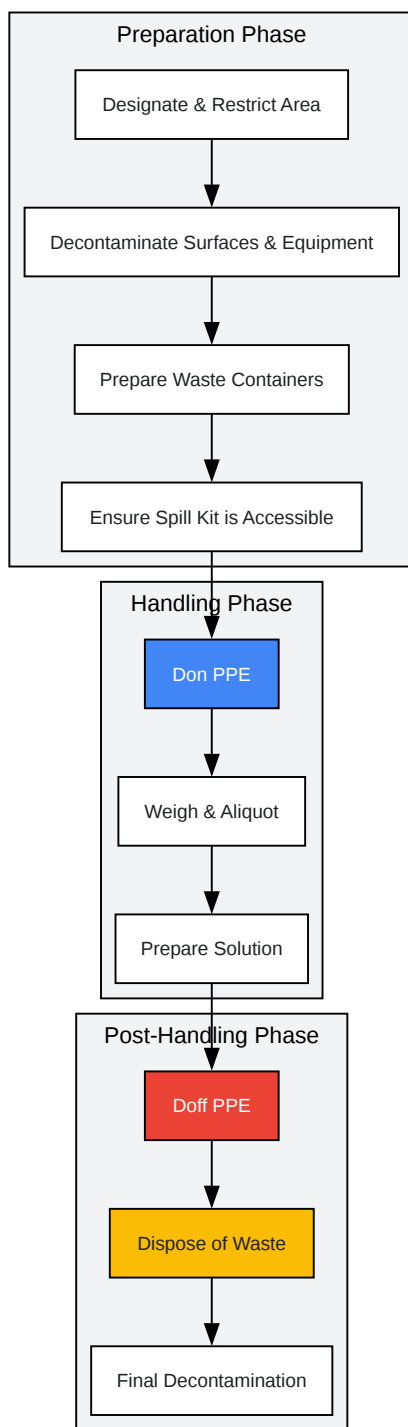 Preparation Phase
Designate & Restrict Area
Decontaminate Surfaces & Equipment
Prepare Waste Containers
Ensure Spill Kit is Accessible
Handling Phase
Don PPE
Weigh & Aliquot
Prepare Solution
Post-Handling Phase
Doff PPE
Dispose of Waste
Final Decontamination